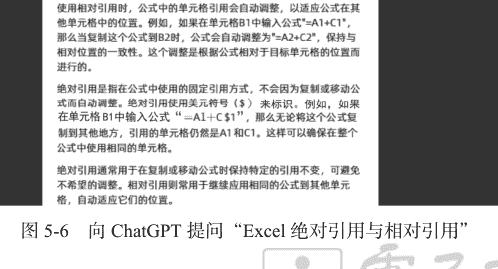 使用相对引用时，公式中的单元格引用会自动调整，以适应公式在其
他单元格中的位置。例如，如果在单元格B1中输入公式"=A1+C1"，
那么当复制这个公式到B2时，公式会自动调整为"=A2+C2"，保持与
相对位置的一致性。这个调整是根据公式相对于目标单元格的位置而
进行的。
绝对引用是指在公式中使用的固定引用方式，不会因为复制或移动公
式而自动调整。绝对引用使用美元符号（$）来标识。例如，如果
在单元格B1中输入公式“=A1+C$1”，那么无论将这个公式复
制到其他地方，引用的单元格仍然是A1和C1。这样可以确保在整个
公式中使用相同的单元格。
绝对引用通常用于在复制或移动公式时保持特定的引用不变，可避免
不希望的调整。相对引用则常用于继续应用相同的公式到其他单元
格，自动适应它们的位置。
图 5-6 向 ChatGPT 提问“Excel 绝对引用与相对引用”